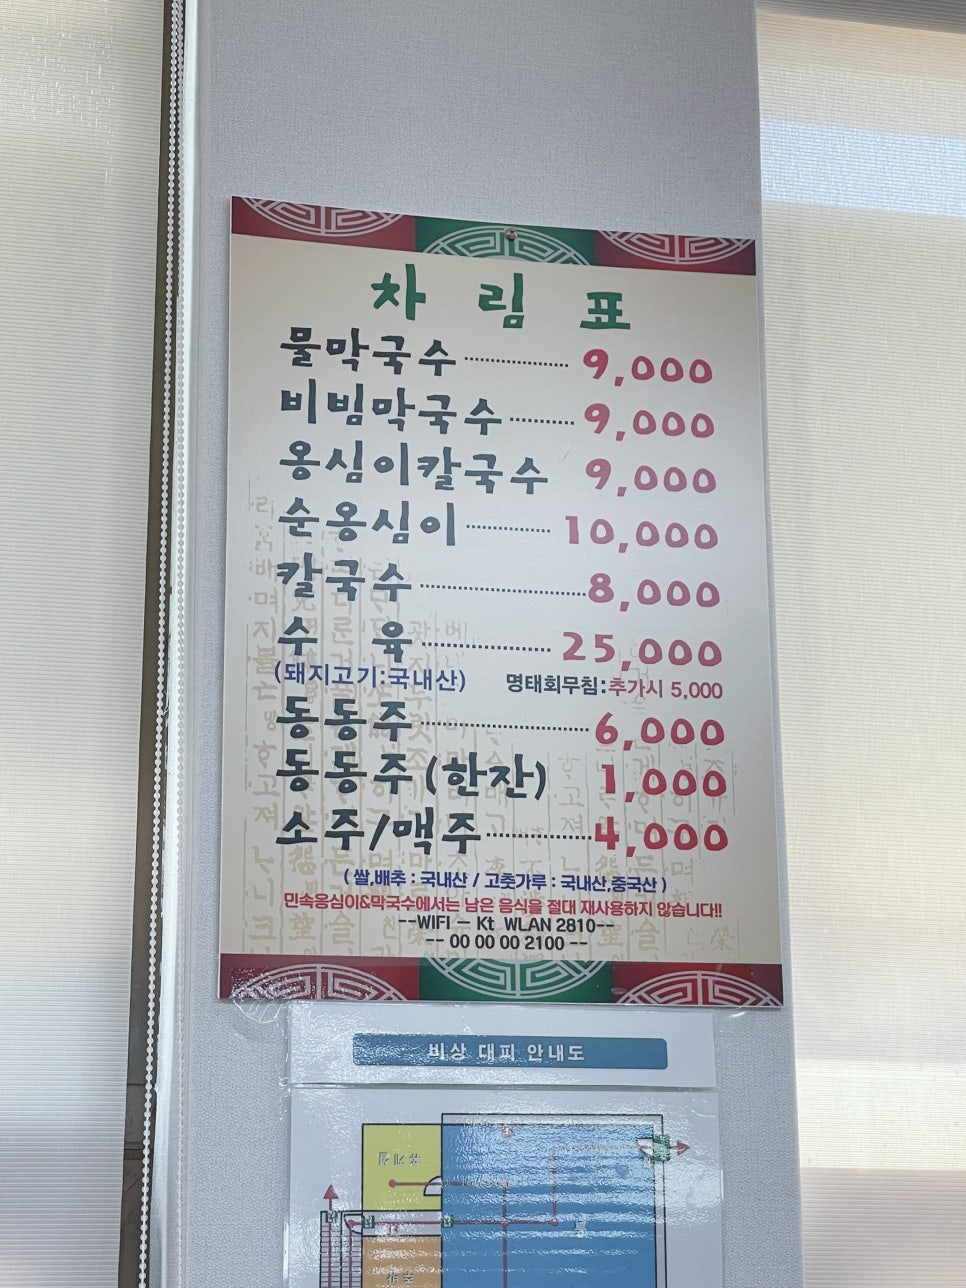 차림표
물막국수 9,000
비빔막국수 9,000
옹심이칼국수 9,000
순옹심이 10,000
칼국수 8,000
수육 25,000
(돼지고기:국내산) 명태회무침:추가시 5,000
동동주 6,000
동동주(한잔) 1,000
소주/맥주 4,000
(쌀,배추 : 국내산 / 고춧가루 : 국내산,중국산)
민속옹심이&막국수에서는 남은 음식을 절대 재사용하지 않습니다!!
--WIFI - Kt WLAN 2810--
-- 00 00 00 2100 --
비상 대피 안내도